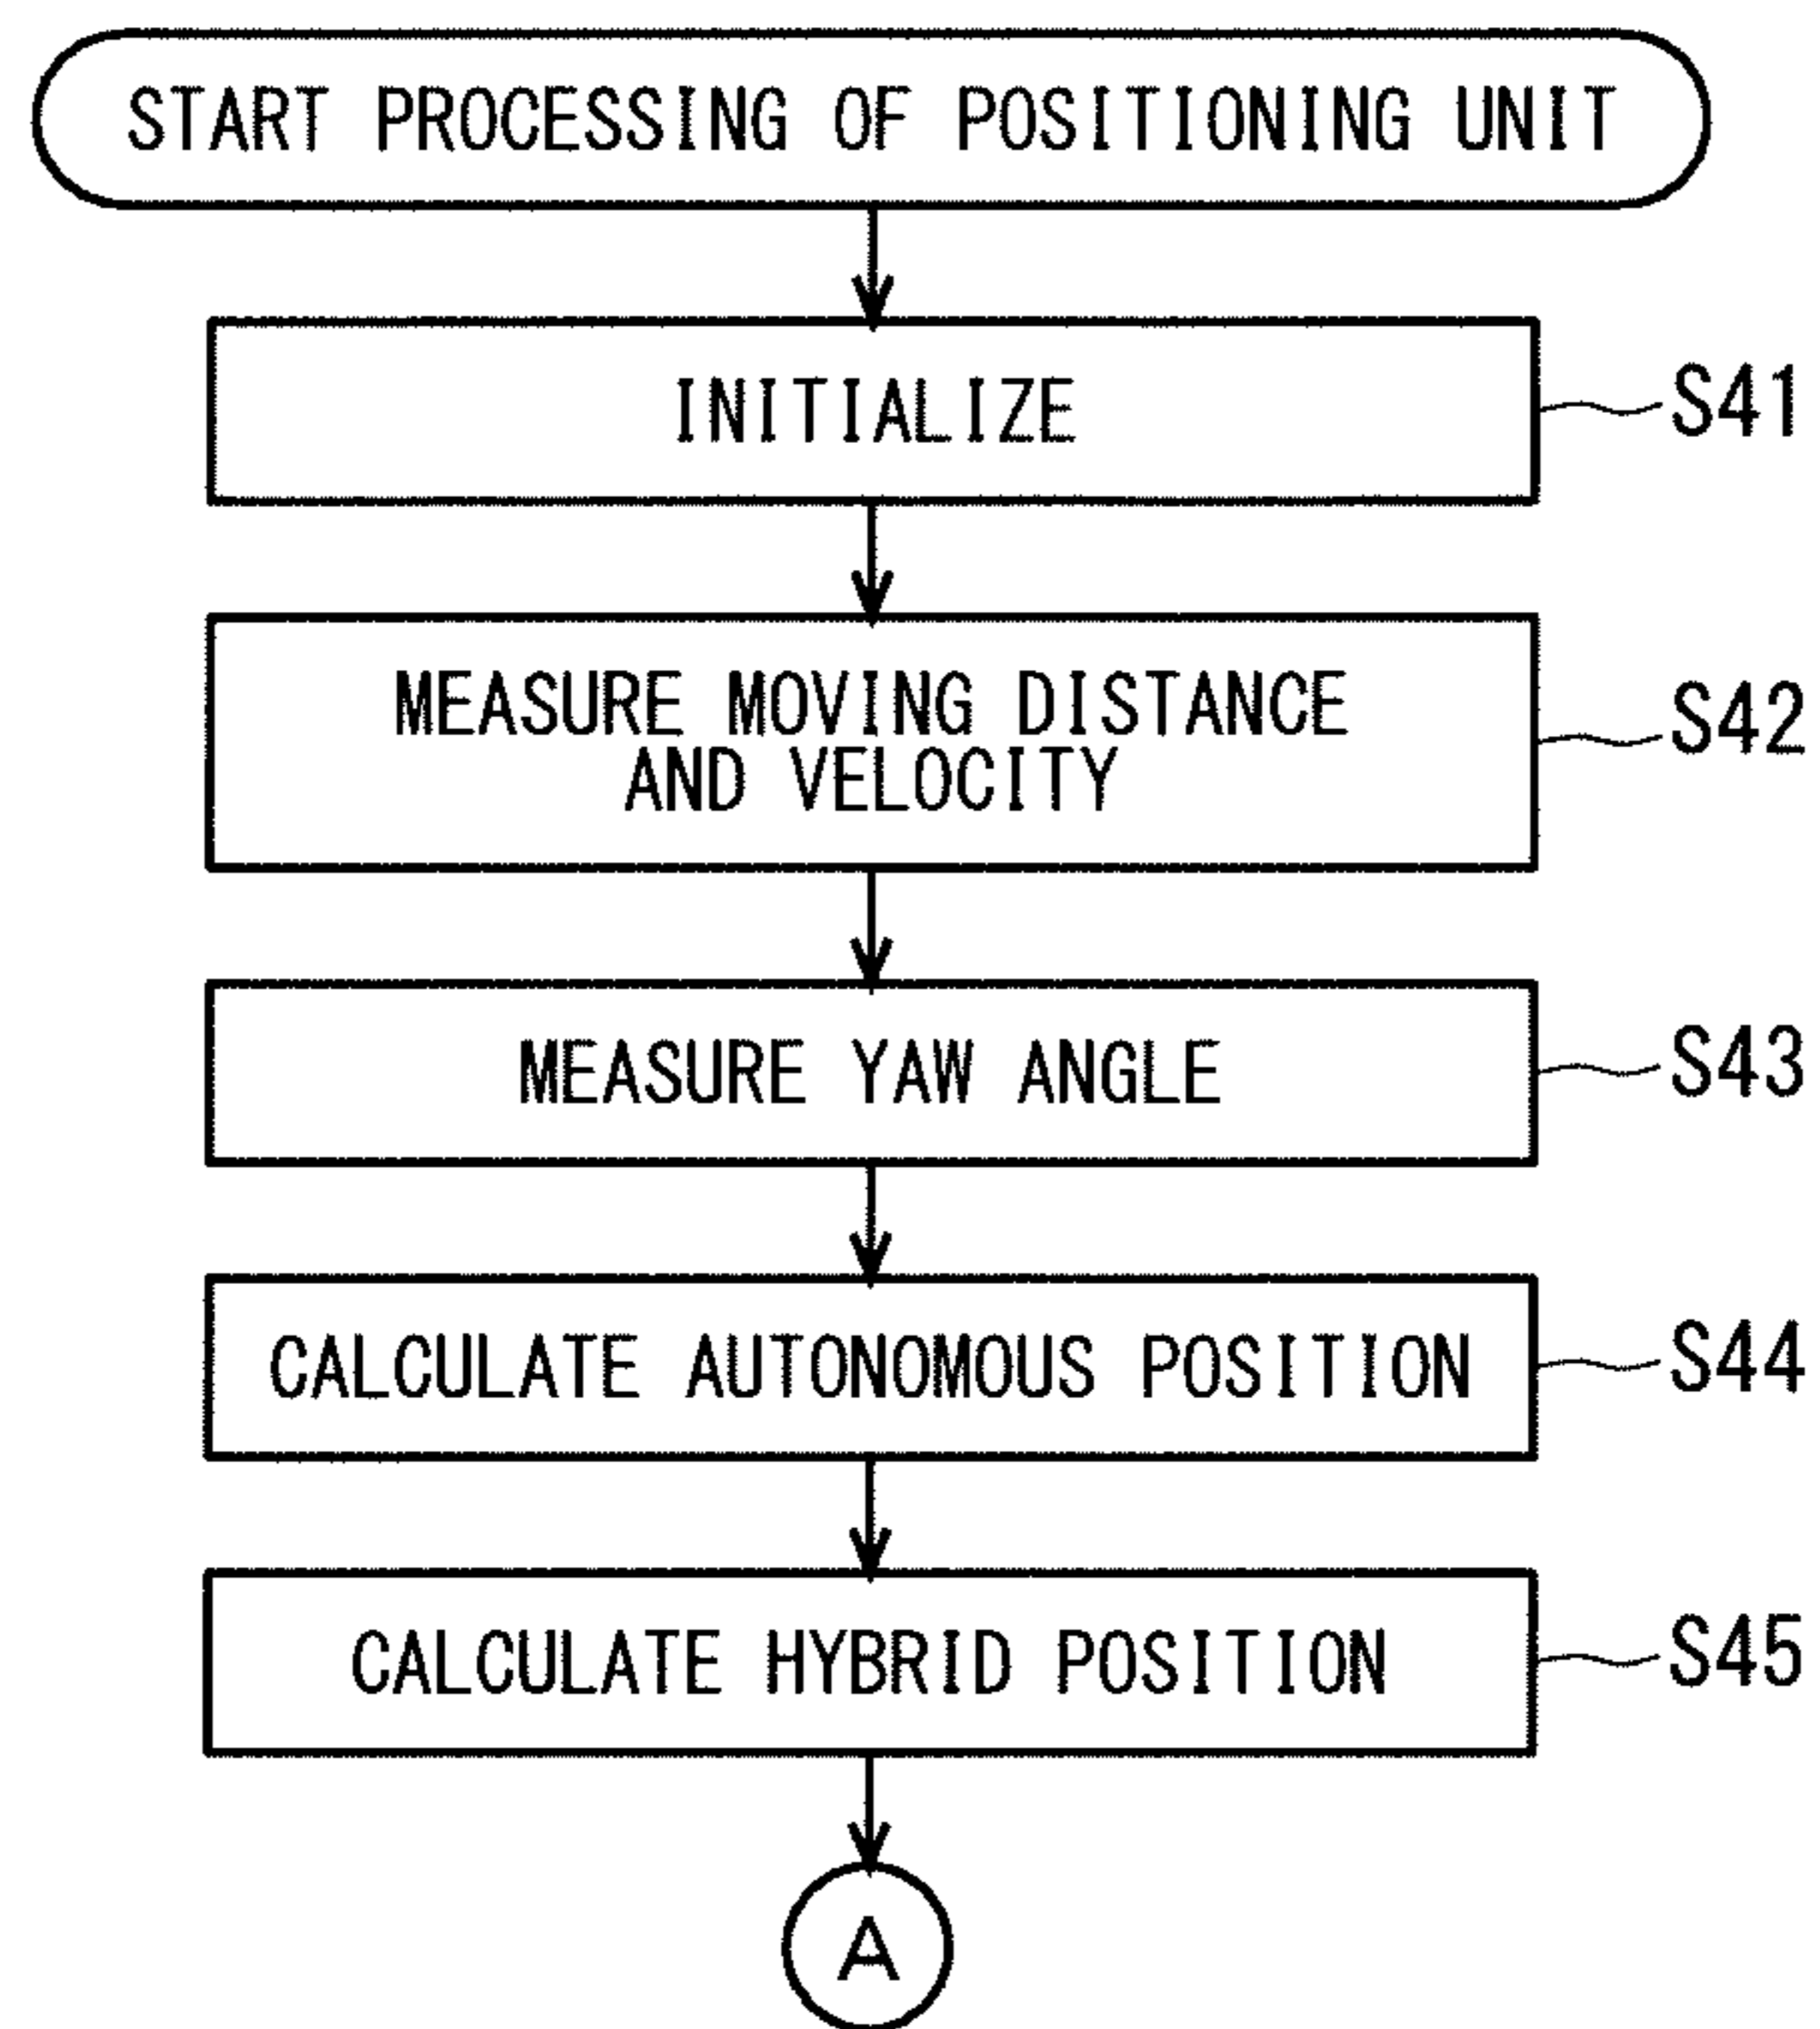 START PROCESSING OF POSITIONING UNIT
INITIALIZE
S41
MEASURE MOVING DISTANCE
AND VELOCITY
S42
MEASURE YAW ANGLE
S43
CALCULATE AUTONOMOUS POSITION
S44
CALCULATE HYBRID POSITION
S45
A